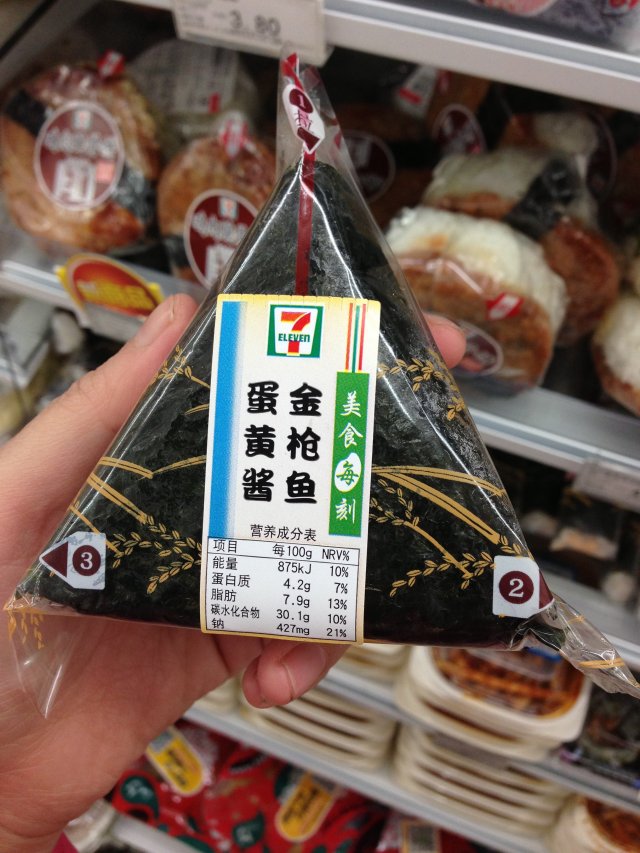 3.80
1
拉
7
ELEVEN
金枪鱼
蛋黄酱
美食每刻
营养成分表
项目 每100g NRV%
能量 875kJ 10%
蛋白质 4.2g 7%
脂肪 7.9g 13%
碳水化合物 30.1g 10%
钠 427mg 21%
3
2